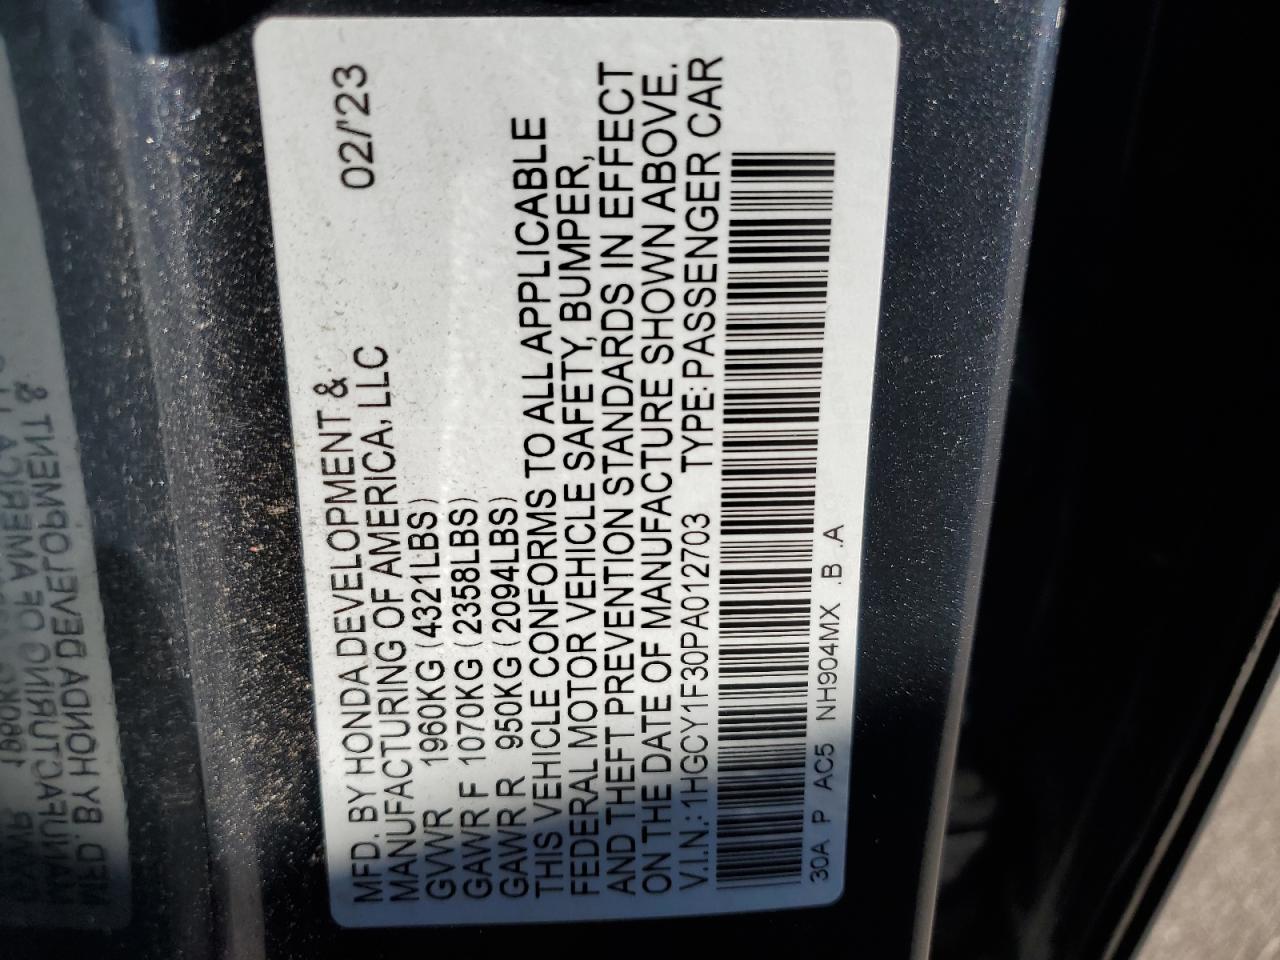 MFD. BY HONDA DEVELOPMENT & 02/'23
MANUFACTURING OF AMERICA, LLC
GVWR 1960KG (4321LBS)
GAWR F 1070KG (2358LBS)
GAWR R 950KG (2094LBS)
THIS VEHICLE CONFORMS TO ALL APPLICABLE
FEDERAL MOTOR VEHICLE SAFETY, BUMPER,
AND THEFT PREVENTION STANDARDS IN EFFECT
ON THE DATE OF MANUFACTURE SHOWN ABOVE.
V.I.N.:1HGCY1F30PA012703 TYPE:PASSENGER CAR
30A P AC5 NH904MX .B .A